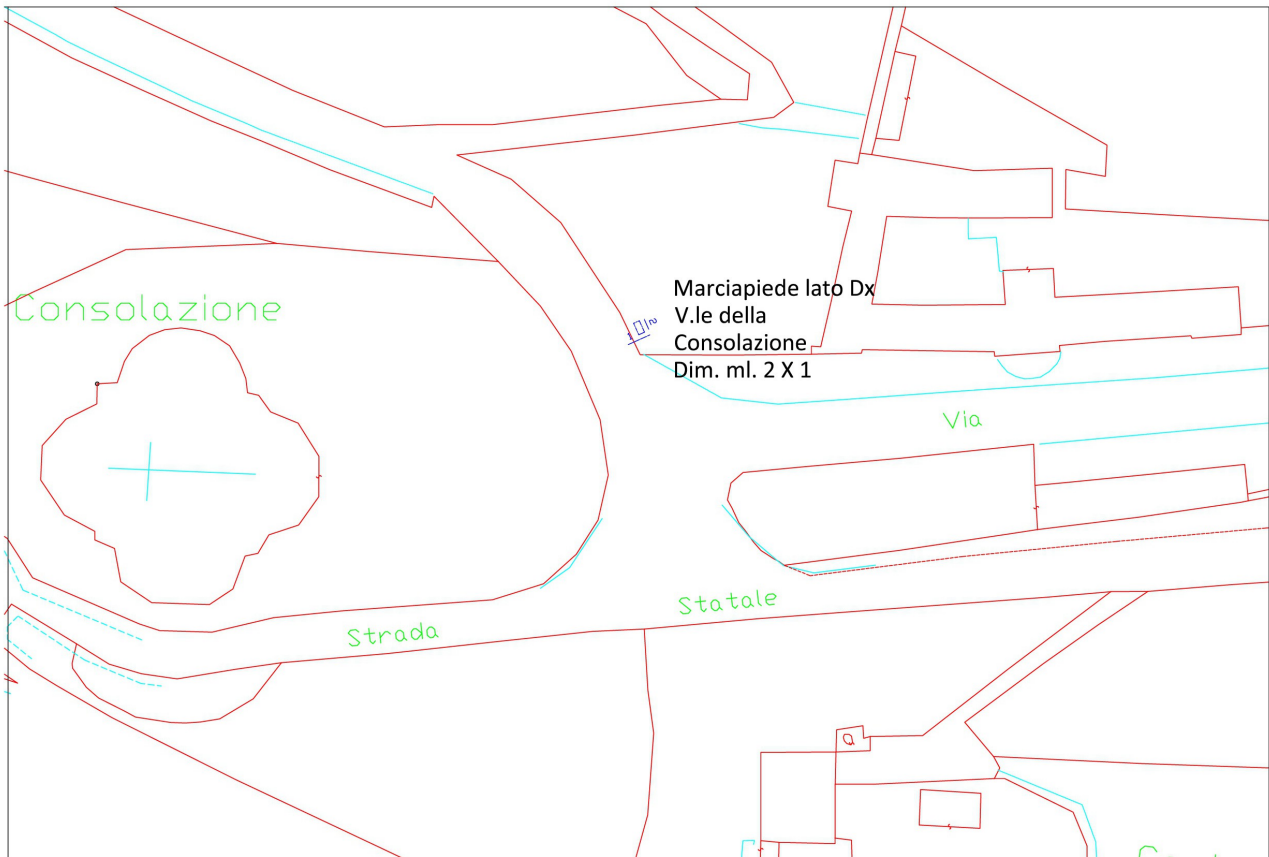 Marciapiede lato Dx
V.le della
Consolazione
Dim. ml. 2 X 1
Consolazione
Via
Statale
Strada